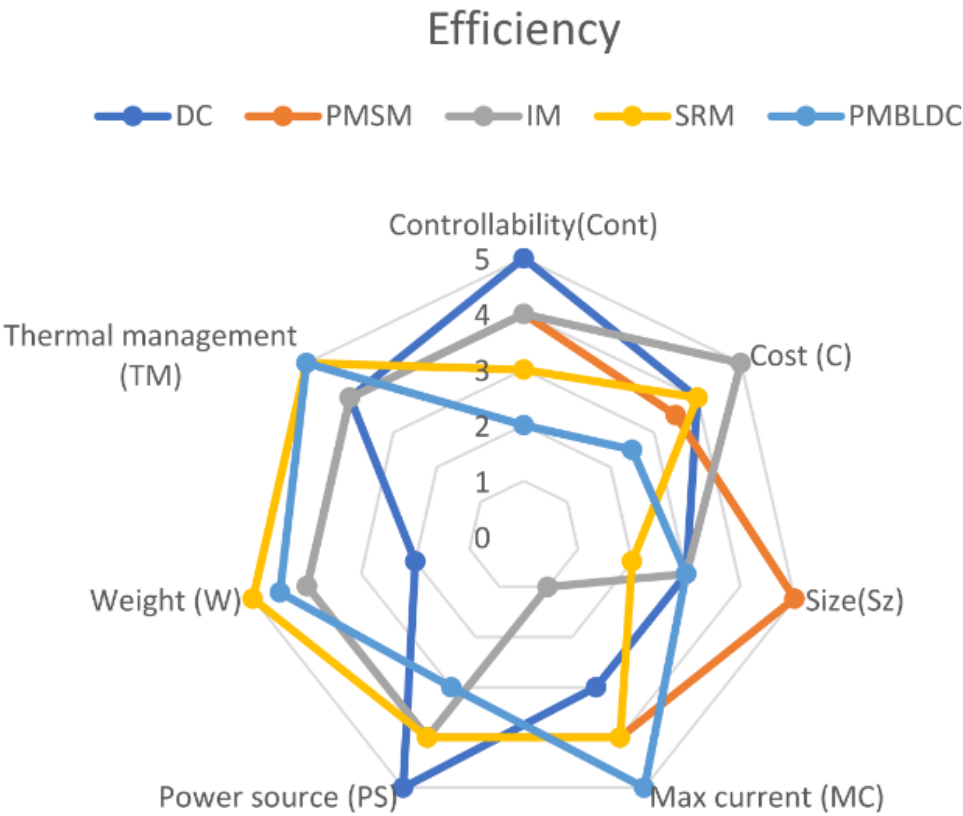 Efficiency
DC PMSM IM SRM PMBLDC
Controllability(Cont)
5
4
3
2
1
0
Thermal management
(TM)
Cost (C)
Weight (W)
Size(Sz)
Power source (PS)
Max current (MC)